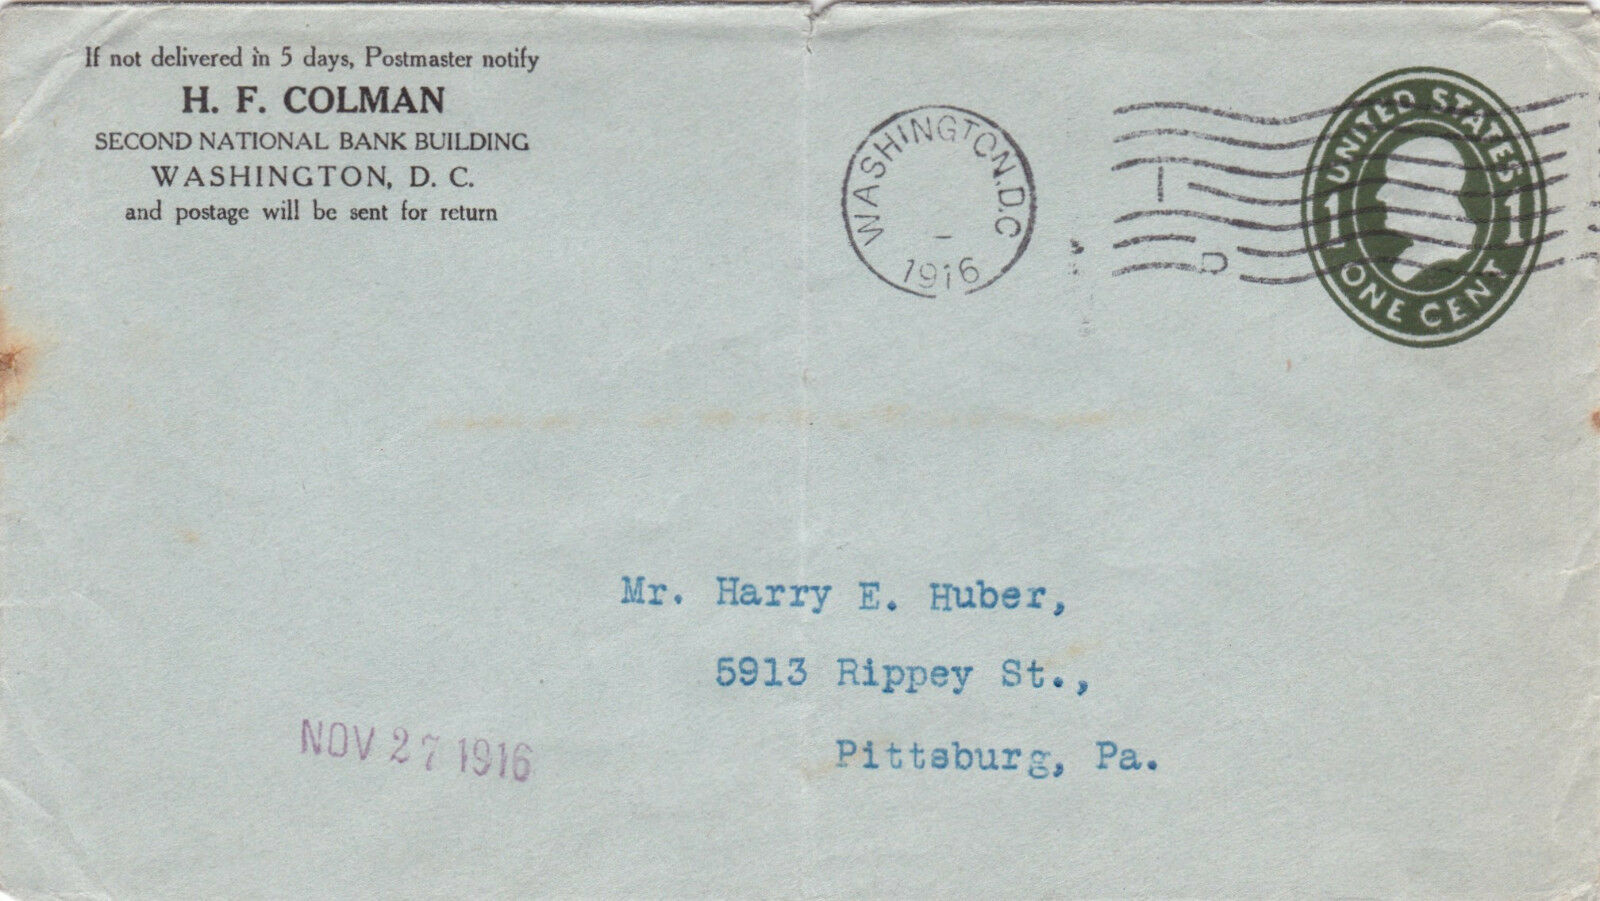 If not delivered in 5 days, Postmaster notify
H. F. COLMAN
SECOND NATIONAL BANK BUILDING
WASHINGTON, D. C.
and postage will be sent for return
WASHINGTON, D.C
1916
UNITED STATES
1 1
ONE CENT
Mr. Harry E. Huber,
5913 Rippey St.,
Pittsburg, Pa.
NOV 27 1916